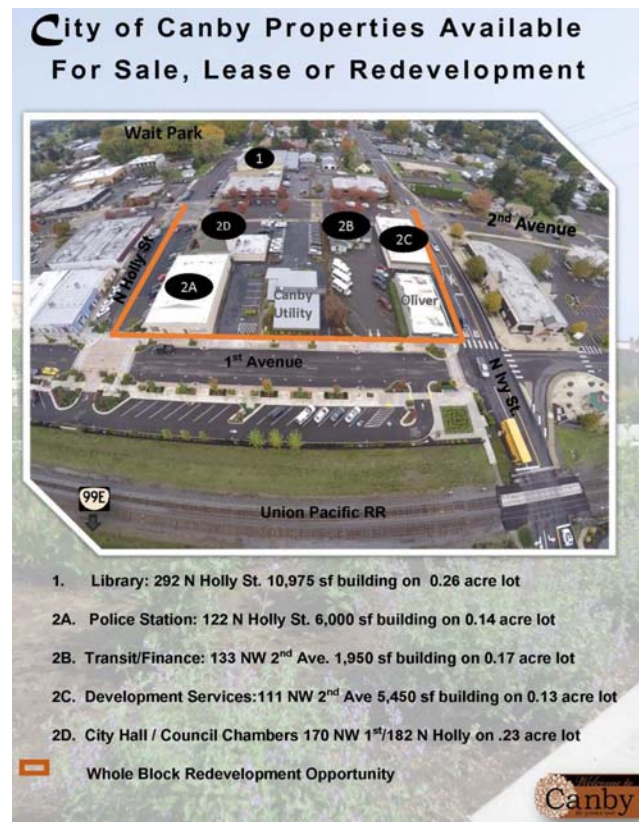 City of Canby Properties Available
For Sale, Lease or Redevelopment
Wait Park
1
2nd Avenue
2D
2B
2C
N Holly St.
2A
Canby
Utility
Oliver
1st Avenue
N Ivy St.
99E
Union Pacific RR
1. Library: 292 N Holly St. 10,975 sf building on 0.26 acre lot
2A. Police Station: 122 N Holly St. 6,000 sf building on 0.14 acre lot
2B. Transit/Finance: 133 NW 2nd Ave. 1,950 sf building on 0.17 acre lot
2C. Development Services:111 NW 2nd Ave 5,450 sf building on 0.13 acre lot
2D. City Hall / Council Chambers 170 NW 1st/182 N Holly on .23 acre lot
Whole Block Redevelopment Opportunity
Welcome to
Canby